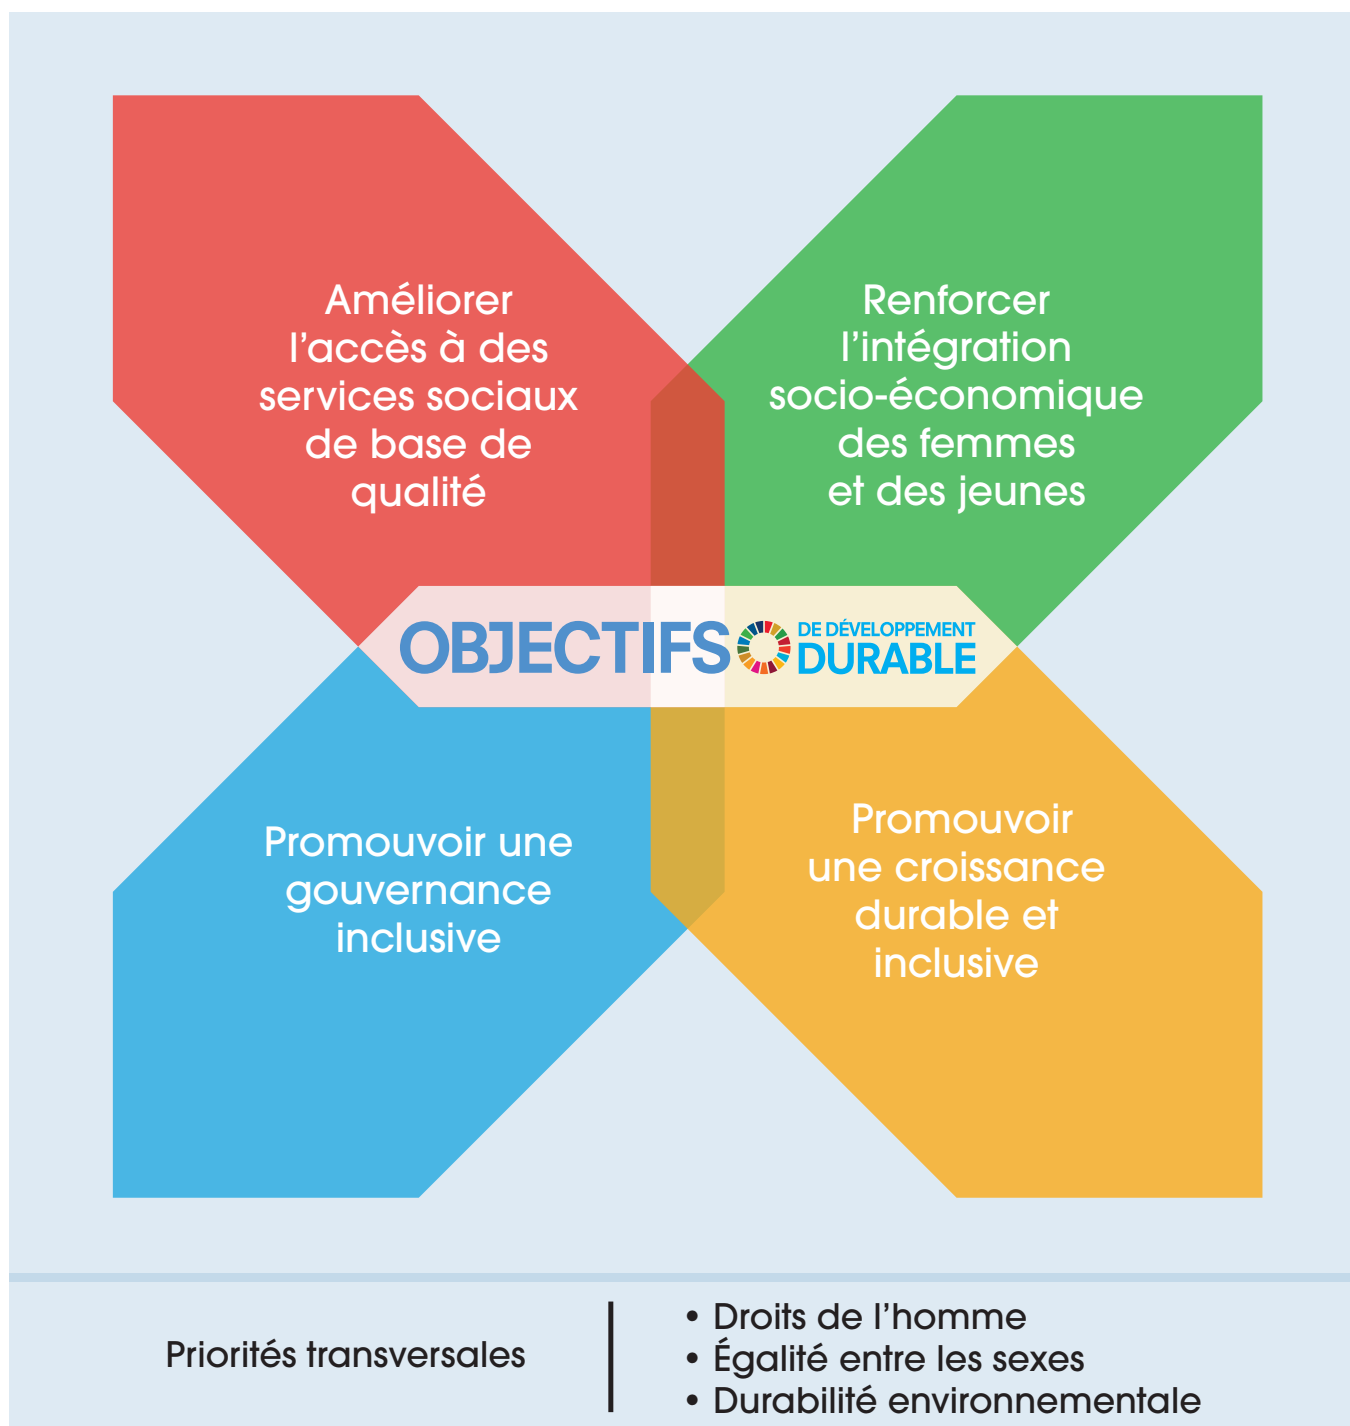 Améliorer
l’accès à des
services sociaux
de base de
qualité
Renforcer
l’intégration
socio-économique
des femmes
et des jeunes
OBJECTIFS DE DÉVELOPPEMENT
DURABLE
Promouvoir une
gouvernance
inclusive
Promouvoir
une croissance
durable et
inclusive
Priorités transversales
• Droits de l’homme
• Égalité entre les sexes
• Durabilité environnementale